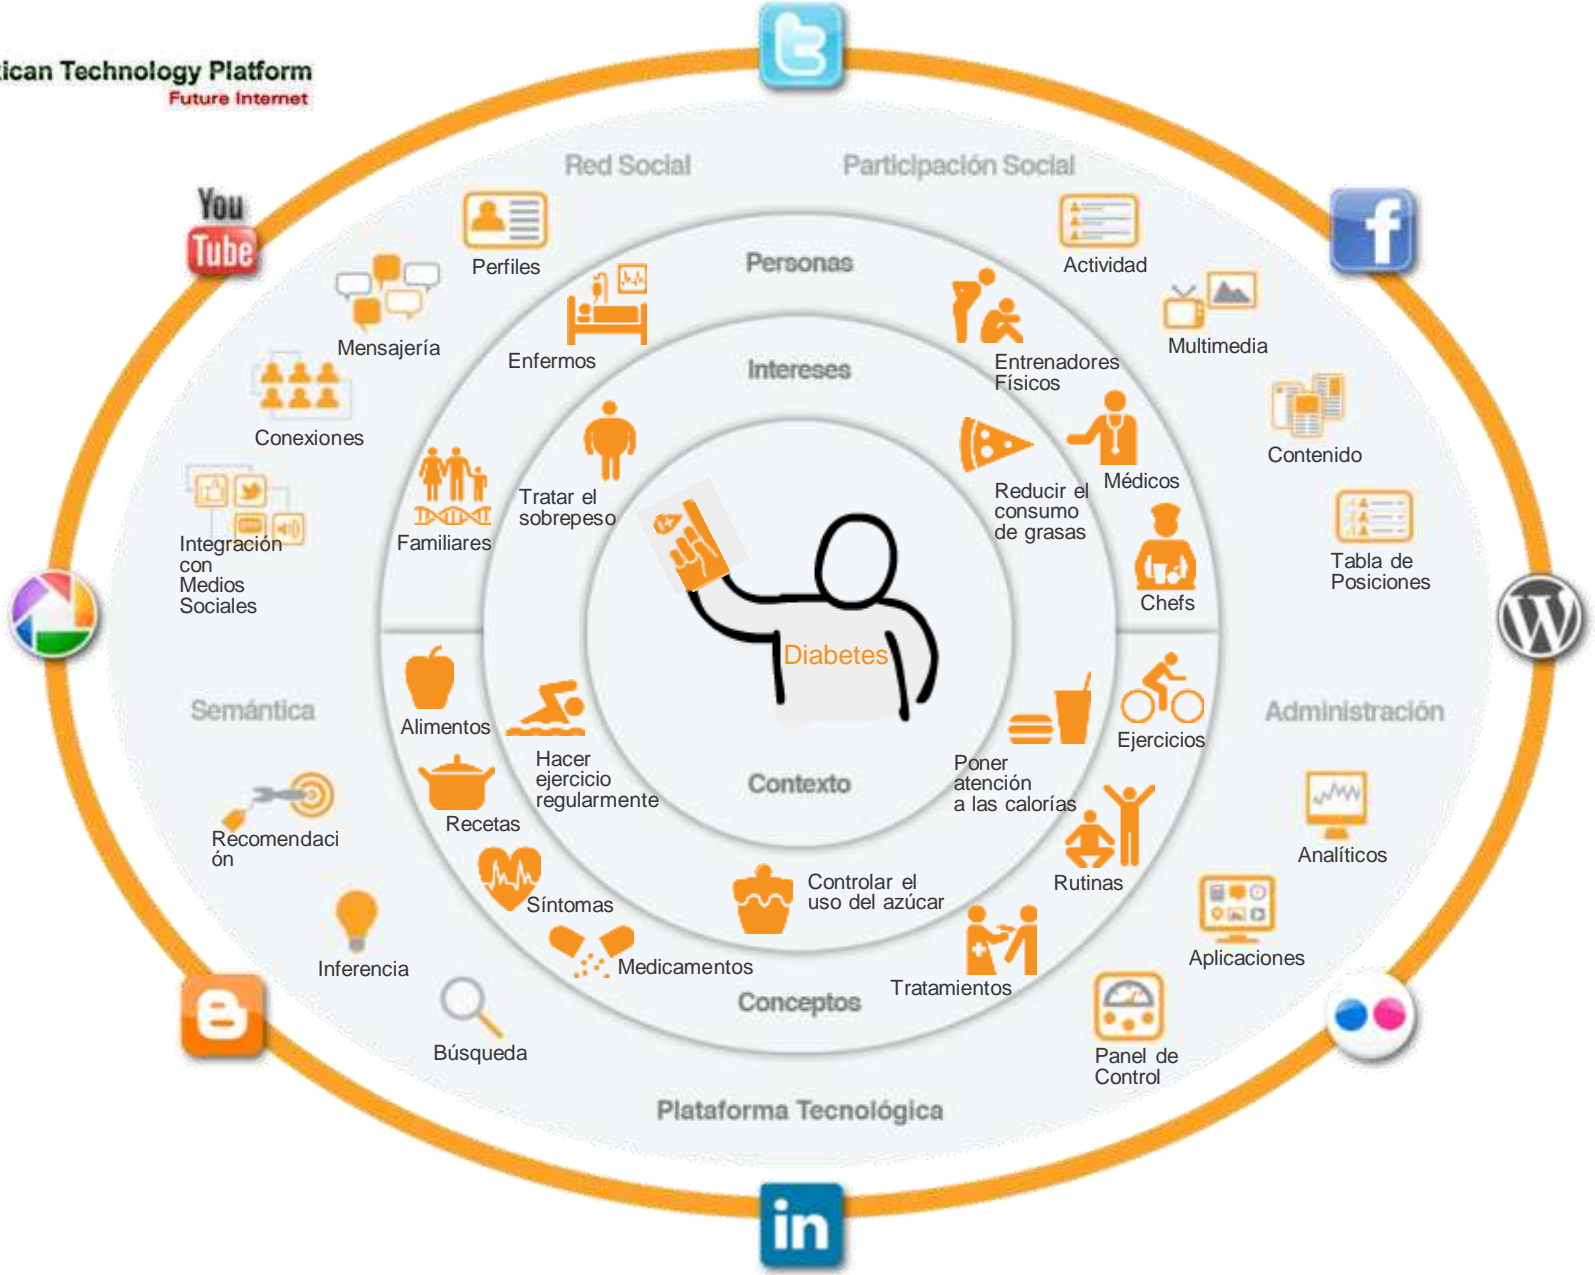 ican Technology Platform
Future Internet
Red Social
Participación Social
You
Tube
Perfiles
Personas
Actividad
Mensajería
Enfermos
Entrenadores
Físicos
Multimedia
Intereses
Conexiones
Contenido
Tratar el
sobrepeso
Reducir el
consumo
de grasas
Médicos
Familiares
Integración
con
Medios
Sociales
Tabla de
Posiciones
Chefs
Diabetes
Semántica
Administración
Alimentos
Ejercicios
Hacer
ejercicio
regularmente
Contexto
Poner
atención
a las calorías
Recetas
Recomendaci
ón
Analíticos
Rutinas
Síntomas
Controlar el
uso del azúcar
Inferencia
Medicamentos
Tratamientos
Aplicaciones
Conceptos
Búsqueda
Panel de
Control
Plataforma Tecnológica
in